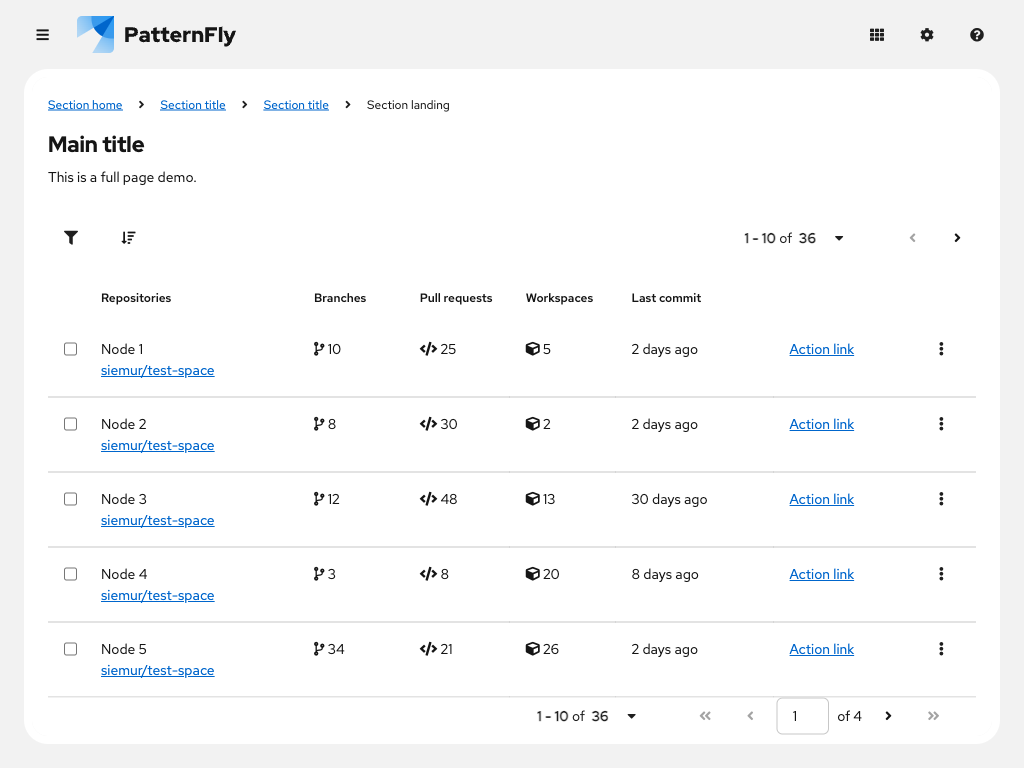 PatternFly
Section home Section title Section title Section landing
Main title
This is a full page demo.
1 - 10 of 36
Repositories Branches Pull requests Workspaces Last commit
Node 1 10 25 5 2 days ago Action link
siemur/test-space
Node 2 8 30 2 2 days ago Action link
siemur/test-space
Node 3 12 48 13 30 days ago Action link
siemur/test-space
Node 4 3 8 20 8 days ago Action link
siemur/test-space
Node 5 34 21 26 2 days ago Action link
siemur/test-space
1 - 10 of 36 1 of 4